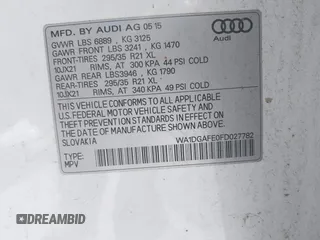 MFD. BY AUDI AG 05 15
GVWR LBS 6889 , KG 3125
GAWR FRONT LBS 3241 , KG 1470
FRONT-TIRES 295/35 R21 XL
10JX21 RIMS, AT 300 KPA 44 PSI COLD
GAWR REAR LBS3946 , KG 1790
REAR-TIRES 295/35 R21 XL
10JX21 RIMS, AT 340 KPA 49 PSI COLD
THIS VEHICLE CONFORMS TO ALL APPLICABLE
U.S. FEDERAL MOTOR VEHICLE SAFETY STANDARDS
IN EFFECT ON THE DATE OF MANUFACTURE
SHOWN ABOVE.
SLOVAKIA
TYPE:
MPV
WA1DGAFE0FD027782
Audi
@ DREAMBID
AutoBidMaster